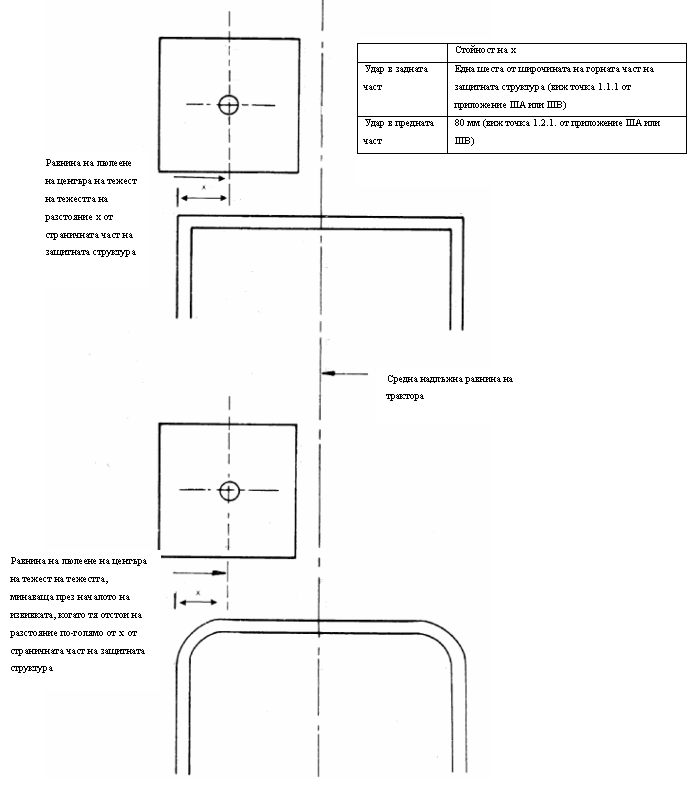 Стойност на x
Удар в задната
част
Една шеста от широчината на горната част на
защитната структура (виж точка 1.1.1 от
приложение IIIА или IIIВ)
Удар в предната
част
80 мм (виж точка 1.2.1. от приложение IIIА или
IIIВ)
Равнина на люлеене
на центъра на тежест
на тежестта на
разстояние x от
страничната част на
защитната структура
x
Средна надлъжна равнина на
трактора
Равнина на люлеене на центъра
на тежест на тежестта,
минаваща през началото на
извивката, когато тя отстои на
разстояние по-голямо от x от
страничната част на защитната
структура
x